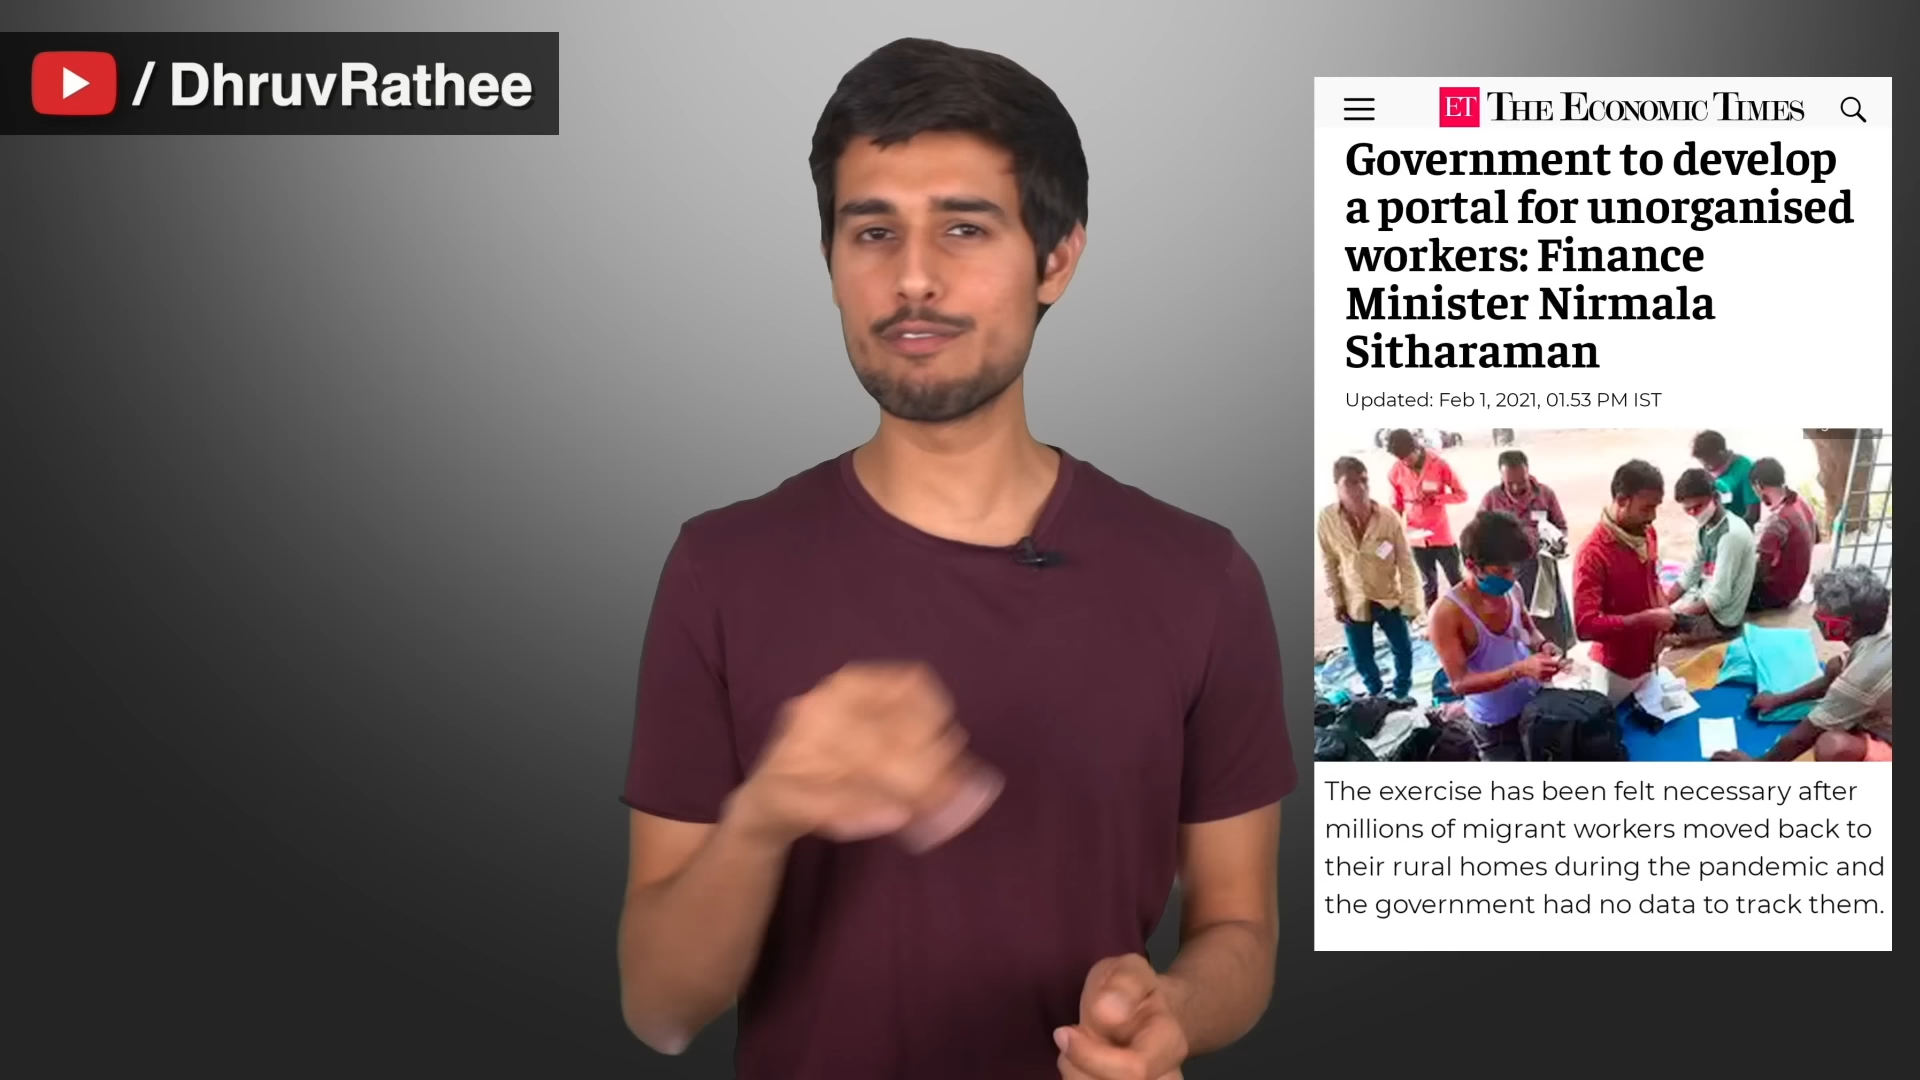 / DhruvRathee
ET THE ECONOMIC TIMES
Government to develop
a portal for unorganised
workers: Finance
Minister Nirmala
Sitharaman
Updated: Feb 1, 2021, 01.53 PM IST
The exercise has been felt necessary after
millions of migrant workers moved back to
their rural homes during the pandemic and
the government had no data to track them.